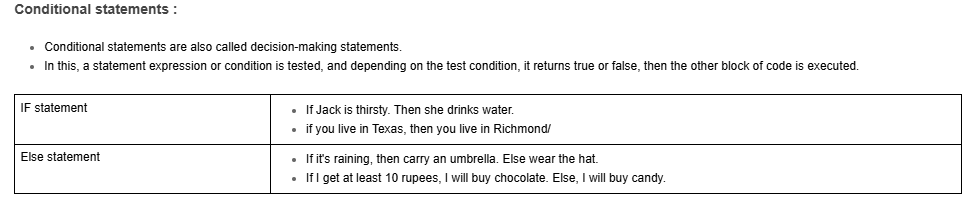 Conditional statements :
Conditional statements are also called decision-making statements.
In this, a statement expression or condition is tested, and depending on the test condition, it returns true or false, then the other block of code is executed.
IF statement
If Jack is thirsty. Then she drinks water.
if you live in Texas, then you live in Richmond/
Else statement
If it's raining, then carry an umbrella. Else wear the hat.
If I get at least 10 rupees, I will buy chocolate. Else, I will buy candy.